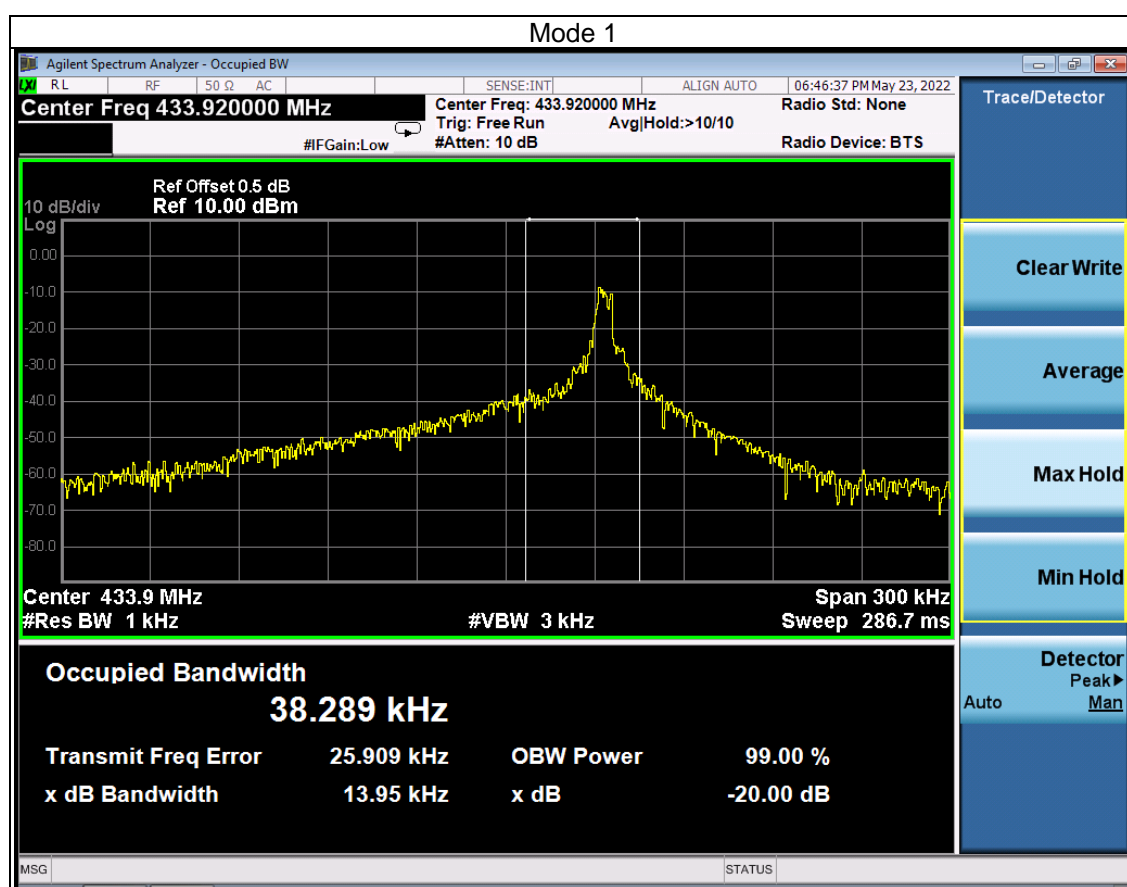 Mode 1
Agilent Spectrum Analyzer - Occupied BW
LXI RL RF 50 Ω AC SENSE:INT ALIGN AUTO 06:46:37 PM May 23, 2022
Center Freq 433.920000 MHz
Center Freq: 433.920000 MHz
Radio Std: None
Trig: Free Run Avg|Hold:>10/10
#IFGain:Low
#Atten: 10 dB
Radio Device: BTS
Trace/Detector
Ref Offset 0.5 dB
10 dB/div Ref 10.00 dBm
Log
0.00
-10.0
-20.0
-30.0
-40.0
-50.0
-60.0
-70.0
-80.0
Center 433.9 MHz Span 300 kHz
#Res BW 1 kHz #VBW 3 kHz Sweep 286.7 ms
Clear Write
Average
Max Hold
Min Hold
Detector
Peak▶
Auto Man
Occupied Bandwidth
38.289 kHz
Transmit Freq Error 25.909 kHz OBW Power 99.00 %
x dB Bandwidth 13.95 kHz x dB -20.00 dB
MSG STATUS